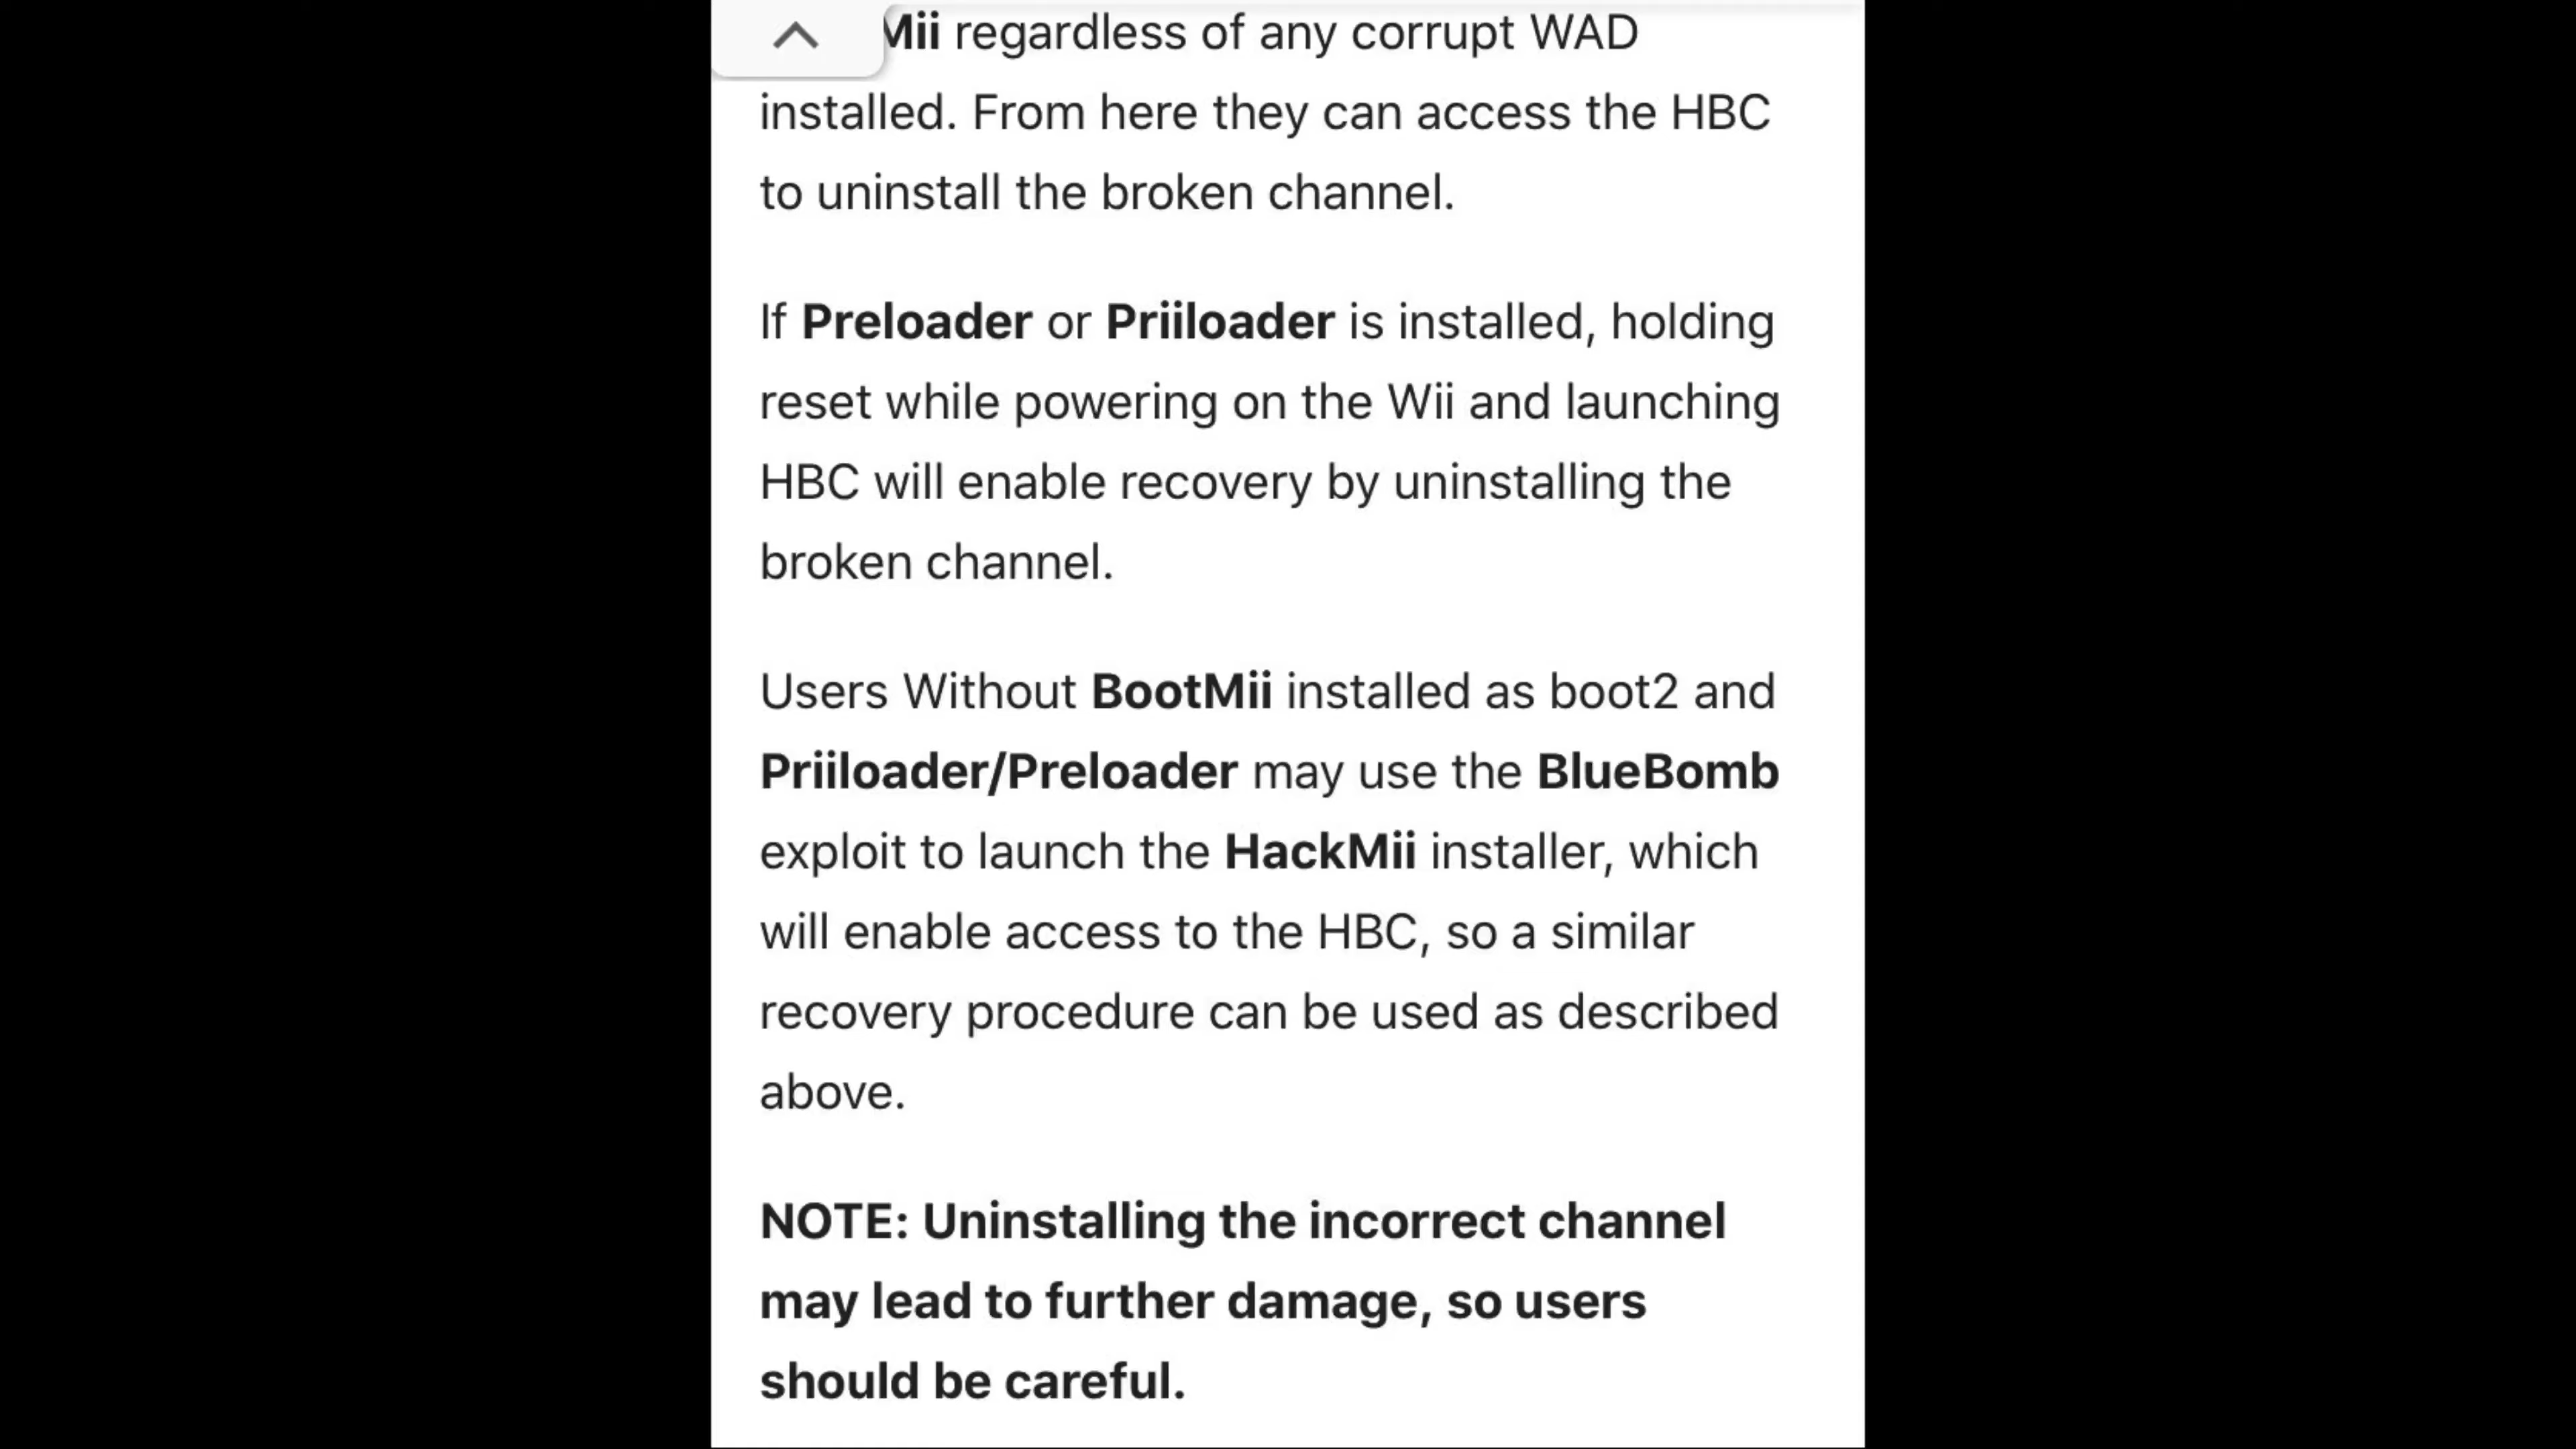 Mii regardless of any corrupt WAD
installed. From here they can access the HBC
to uninstall the broken channel.
If Preloader or Priiloader is installed, holding
reset while powering on the Wii and launching
HBC will enable recovery by uninstalling the
broken channel.
Users Without BootMii installed as boot2 and
Priiloader/Preloader may use the BlueBomb
exploit to launch the HackMii installer, which
will enable access to the HBC, so a similar
recovery procedure can be used as described
above.
NOTE: Uninstalling the incorrect channel
may lead to further damage, so users
should be careful.